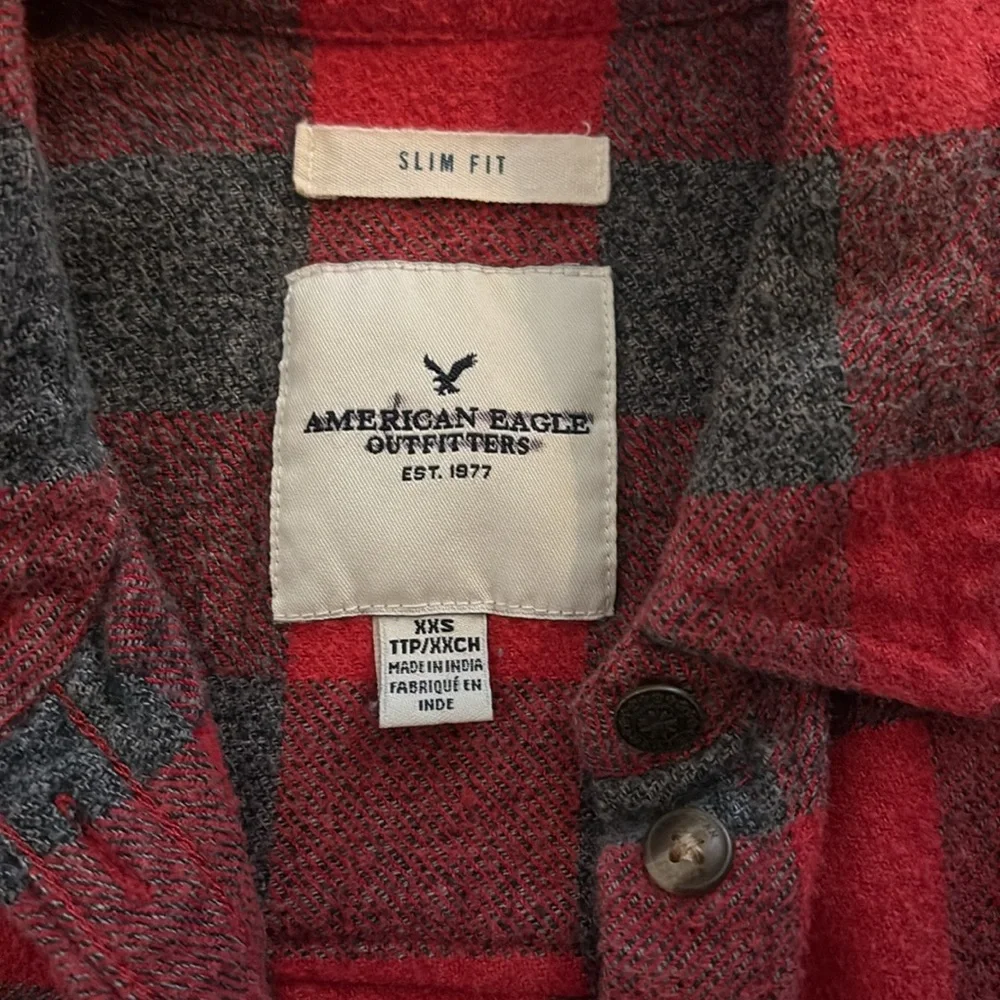 SLIM FIT
AMERICAN EAGLE
OUTFITTERS
EST. 1977
XXS
TTP/XXCH
MADE IN INDIA
FABRIQUÉ EN
INDE